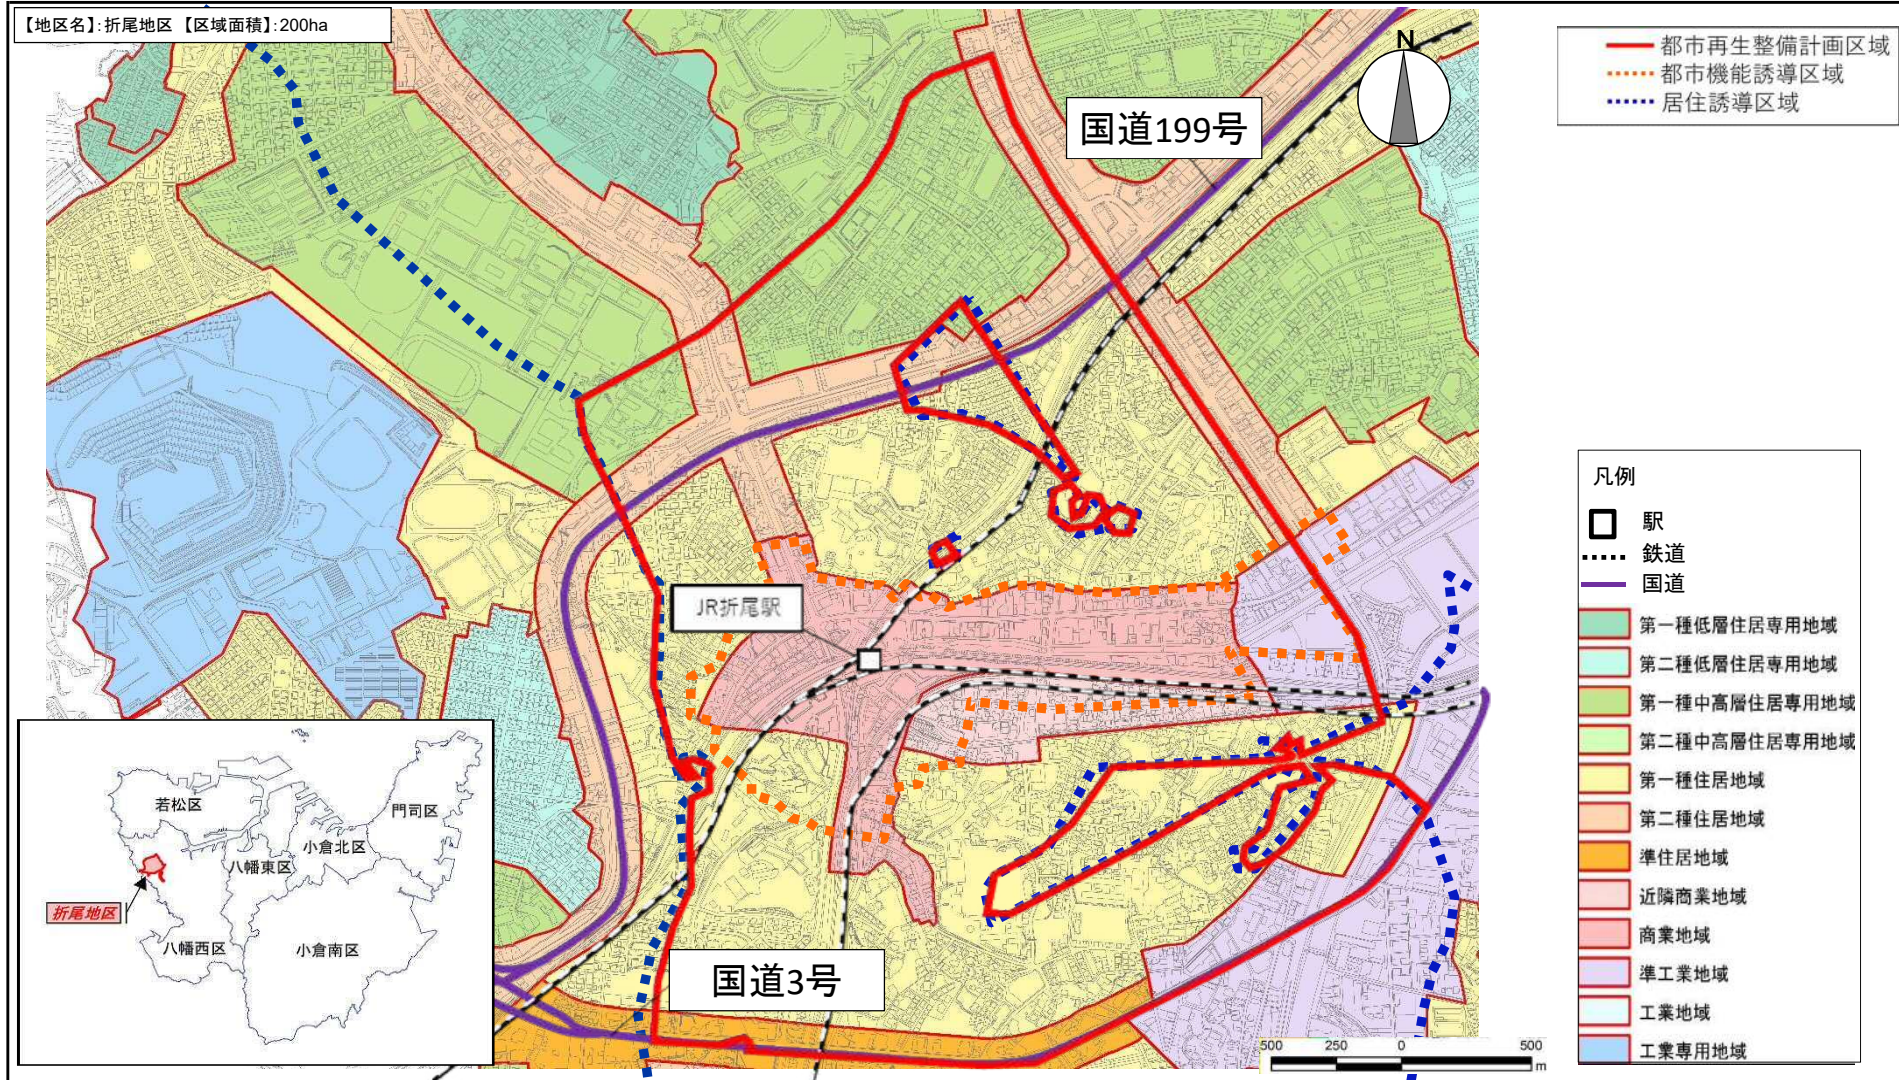 【地区名】:折尾地区 【区域面積】:200ha
都市再生整備計画区域
都市機能誘導区域
居住誘導区域
N
国道199号
JR折尾駅
国道3号
凡例
駅
鉄道
国道
第一種低層住居専用地域
第二種低層住居専用地域
第一種中高層住居専用地域
第二種中高層住居専用地域
第一種住居地域
第二種住居地域
準住居地域
近隣商業地域
商業地域
準工業地域
工業地域
工業専用地域
若松区
門司区
小倉北区
八幡東区
折尾地区
八幡西区
小倉南区
500 250 0 500
m